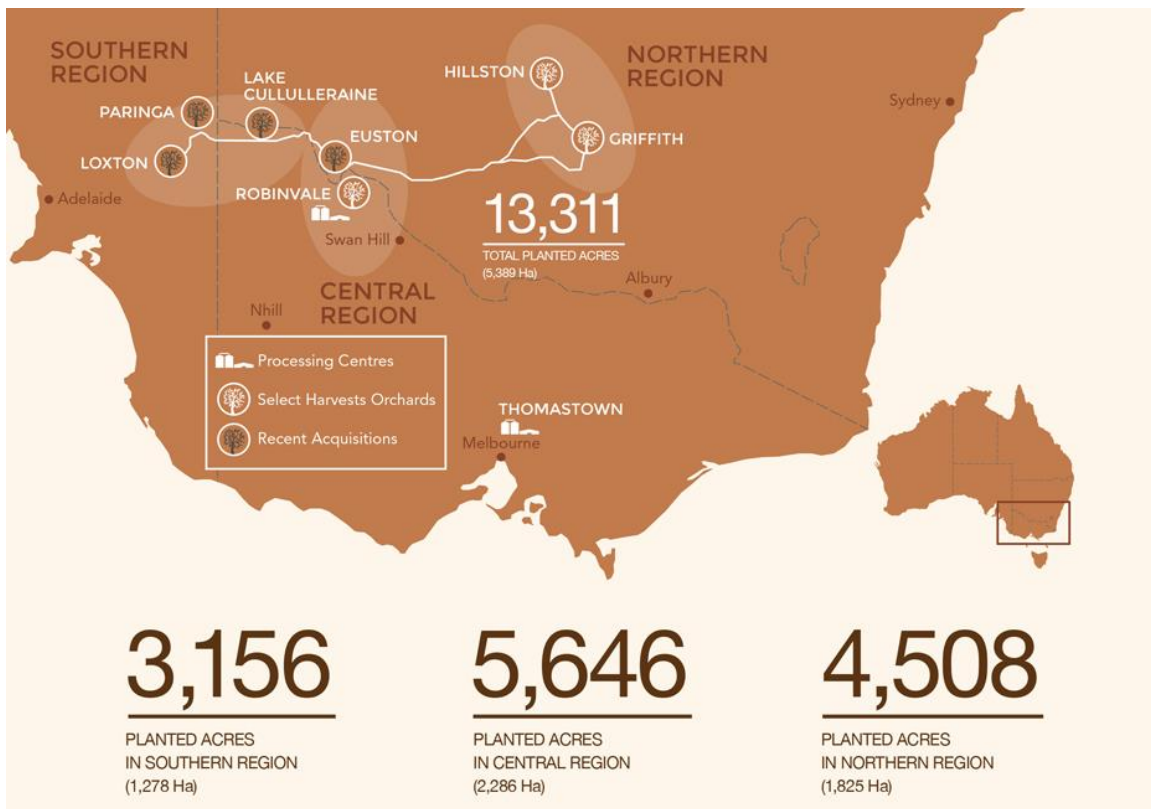 SOUTHERN
REGION
NORTHERN
REGION
HILLSTON
LAKE
CULLULLERAINE
PARINGA
Sydney
EUSTON
GRIFFITH
LOXTON
ROBINVALE
Adelaide
13,311
TOTAL PLANTED ACRES
(5,389 Ha)
Swan Hill
Albury
CENTRAL
REGION
Nhill
Processing Centres
Select Harvests Orchards
Recent Acquisitions
THOMASTOWN
Melbourne
3,156
PLANTED ACRES
IN SOUTHERN REGION
(1,278 Ha)
5,646
PLANTED ACRES
IN CENTRAL REGION
(2,286 Ha)
4,508
PLANTED ACRES
IN NORTHERN REGION
(1,825 Ha)